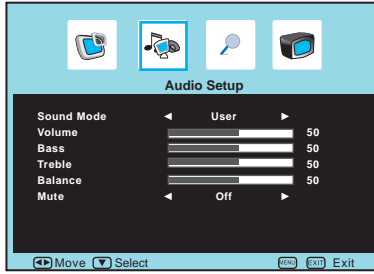 Audio Setup
Sound Mode ◄ User ►
Volume 50
Bass 50
Treble 50
Balance 50
Mute ◄ Off ►
◄► Move ▼ Select MENU EXIT Exit